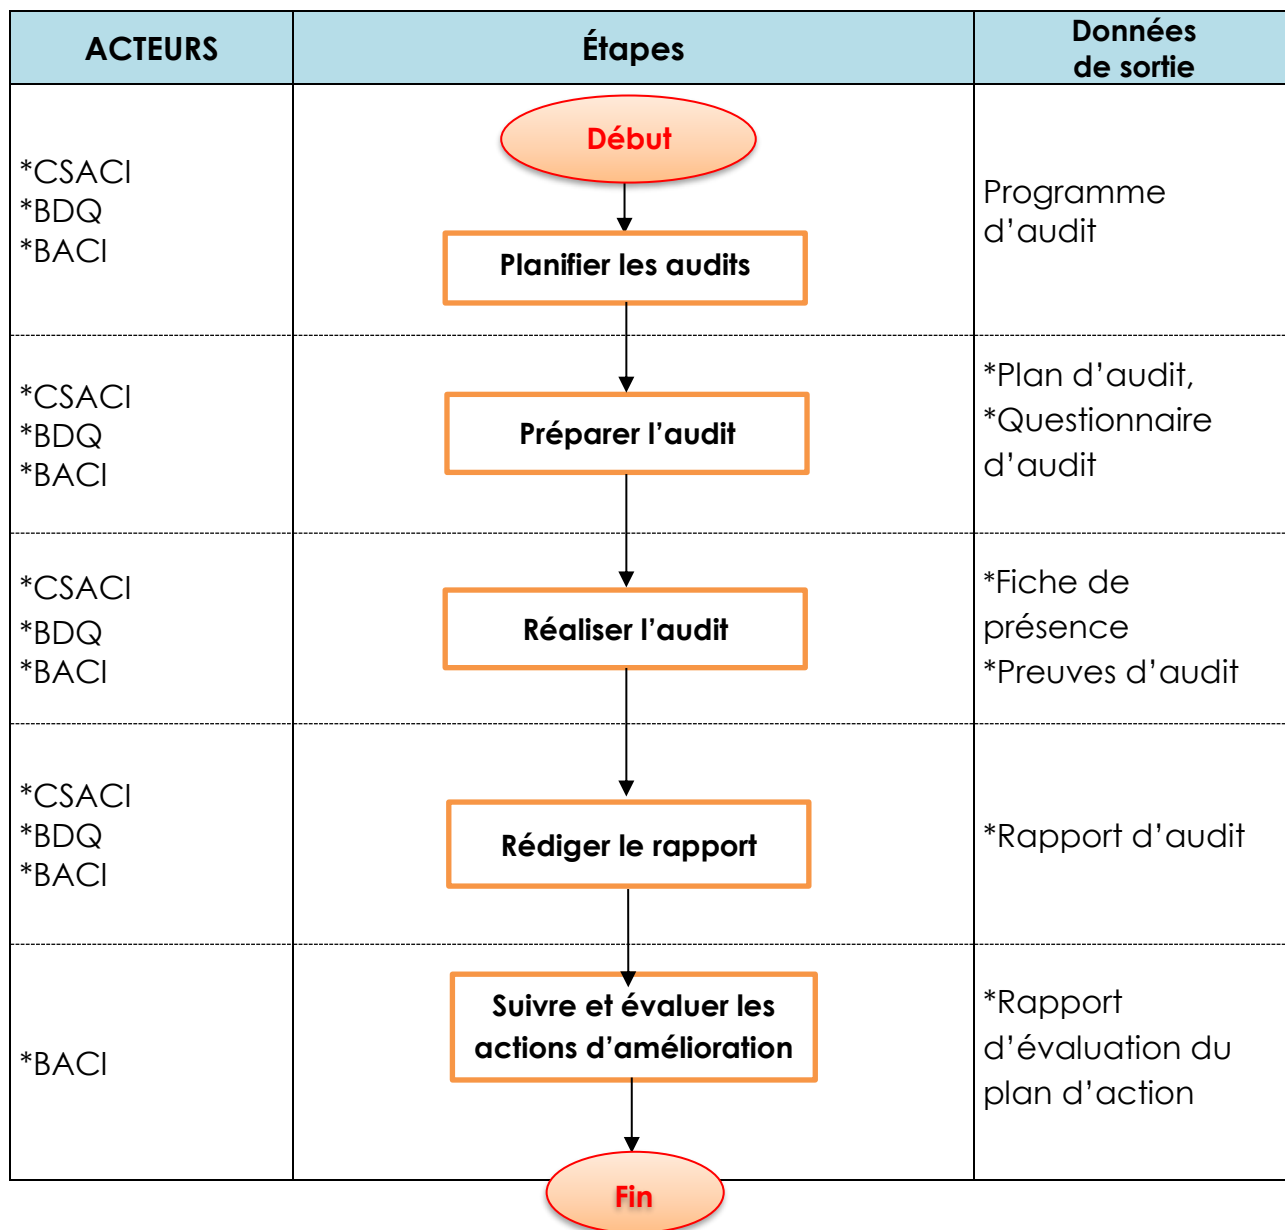 ACTEURS
Étapes
Données
de sortie
*CSACI
*BDQ
*BACI
Début
Planifier les audits
Programme
d’audit
*CSACI
*BDQ
*BACI
Préparer l’audit
*Plan d’audit,
*Questionnaire
d’audit
*CSACI
*BDQ
*BACI
Réaliser l’audit
*Fiche de
présence
*Preuves d’audit
*CSACI
*BDQ
*BACI
Rédiger le rapport
*Rapport d’audit
*BACI
Suivre et évaluer les
actions d’amélioration
*Rapport
d’évaluation du
plan d’action
Fin